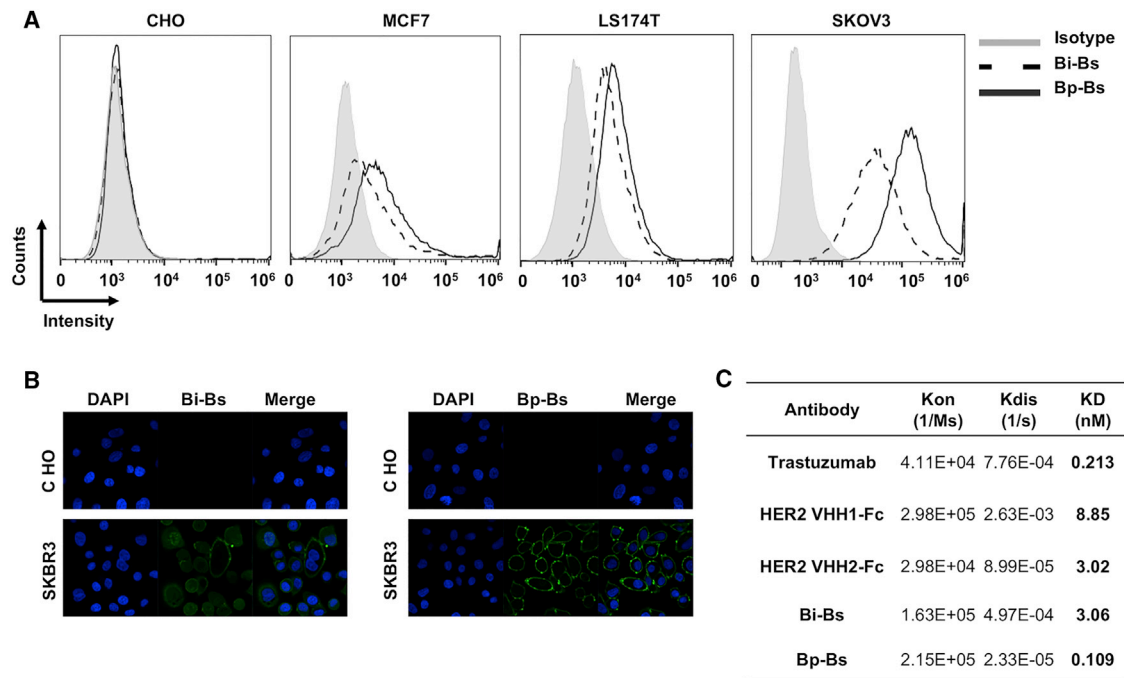 A
CHO
MCF7
LS174T
SKOV3
Isotype
Bi-Bs
Bp-Bs
Counts
Intensity
0 10³ 10⁴ 10⁵ 10⁶
0 10³ 10⁴ 10⁵ 10⁶
0 10³ 10⁴ 10⁵ 10⁶
0 10³ 10⁴ 10⁵ 10⁶
B
DAPI Bi-Bs Merge
C HO
SKBR3
DAPI Bp-Bs Merge
C HO
SKBR3
C
Antibody Kon (1/Ms) Kdis (1/s) KD (nM)
Trastuzumab 4.11E+04 7.76E-04 0.213
HER2 VHH1-Fc 2.98E+05 2.63E-03 8.85
HER2 VHH2-Fc 2.98E+04 8.99E-05 3.02
Bi-Bs 1.63E+05 4.97E-04 3.06
Bp-Bs 2.15E+05 2.33E-05 0.109